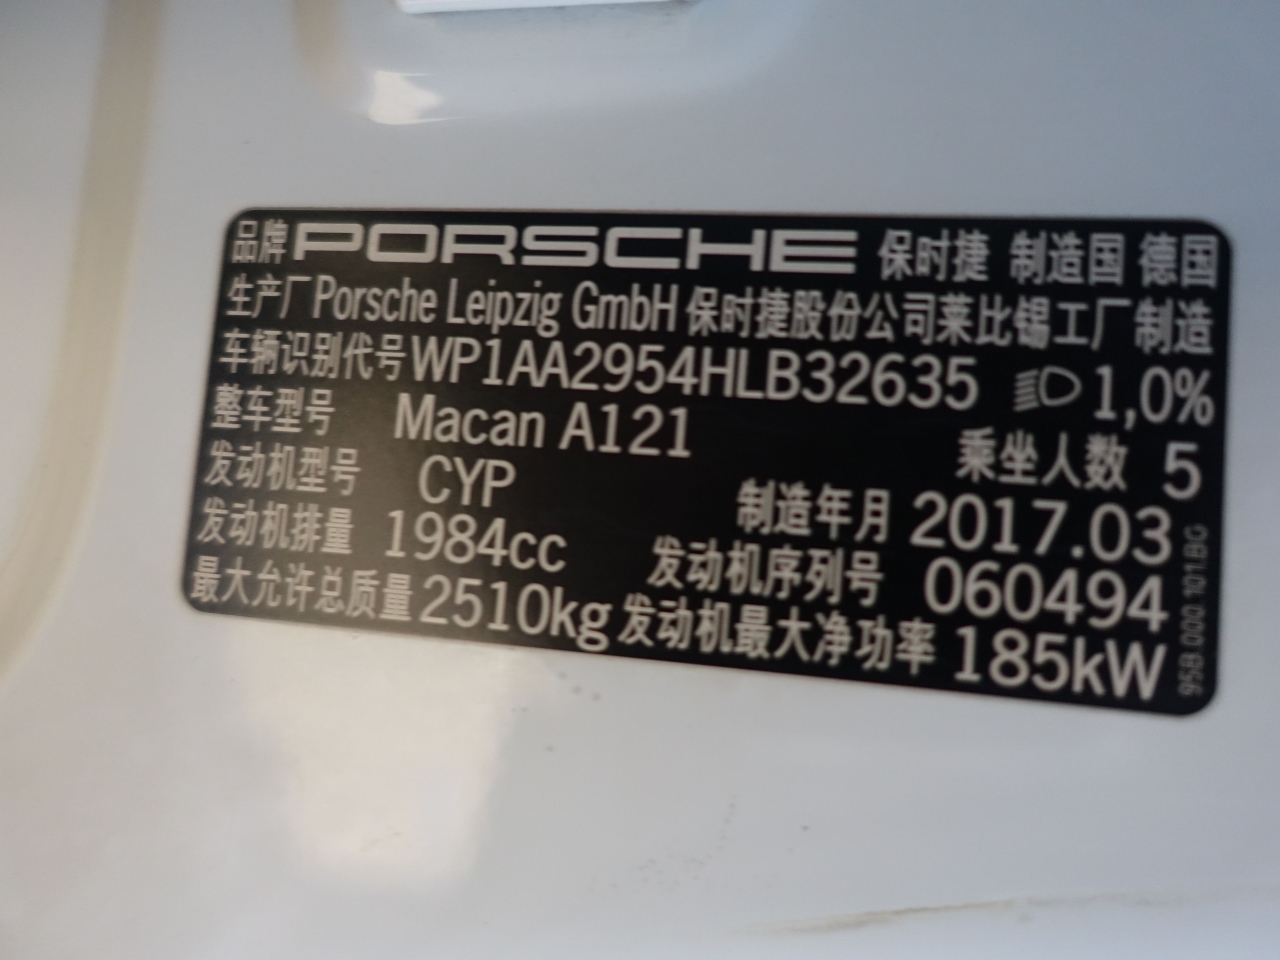 品牌 PORSCHE 保时捷 制造国 德国
生产厂 Porsche Leipzig GmbH 保时捷股份公司莱比锡工厂制造
车辆识别代号 WP1AA2954HLB32635 1,0%
整车型号 Macan A121 乘坐人数 5
发动机型号 CYP 制造年月 2017.03
发动机排量 1984cc 发动机序列号 060494
最大允许总质量 2510kg 发动机最大净功率 185kW
95B.000.101.BG